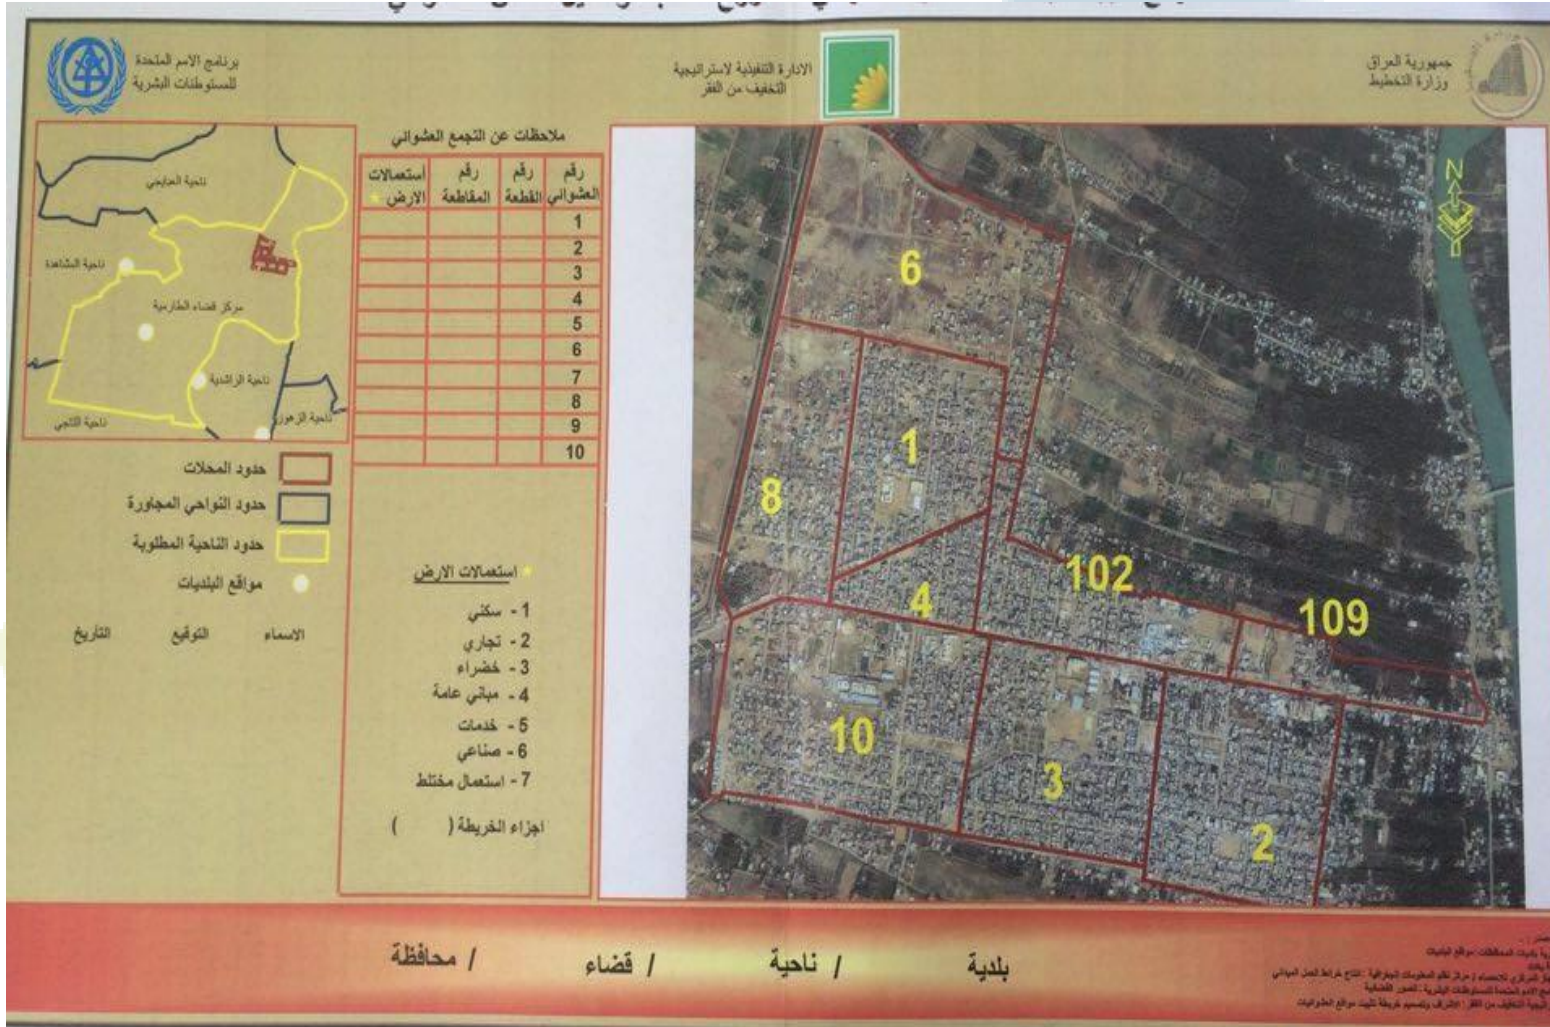 جمهورية العراق
وزارة التخطيط
الادارة التنفيذية لاستراتيجية
التخفيف من الفقر
برنامج الامم المتحدة
للمستوطنات البشرية
N
6
1
8
4
102
109
10
3
2
ملاحظات عن التجمع العشوائي
رقم العشوائي رقم القطعة رقم المقاطعة استعمالات الارض *
1
2
3
4
5
6
7
8
9
10
* استعمالات الارض
1 - سكني
2 - تجاري
3 - خضراء
4 - مباني عامة
5 - خدمات
6 - صناعي
7 - استعمال مختلط
اجزاء الخريطة ( )
ناحية العبايجي
ناحية المشاهدة
مركز قضاء الطارمية
ناحية الراشدية
ناحية الزهور
ناحية التاجي
حدود المحلات
حدود النواحي المجاورة
حدود الناحية المطلوبة
مواقع البلديات
الاسماء التوقيع التأريخ
بلدية / ناحية / قضاء / محافظة